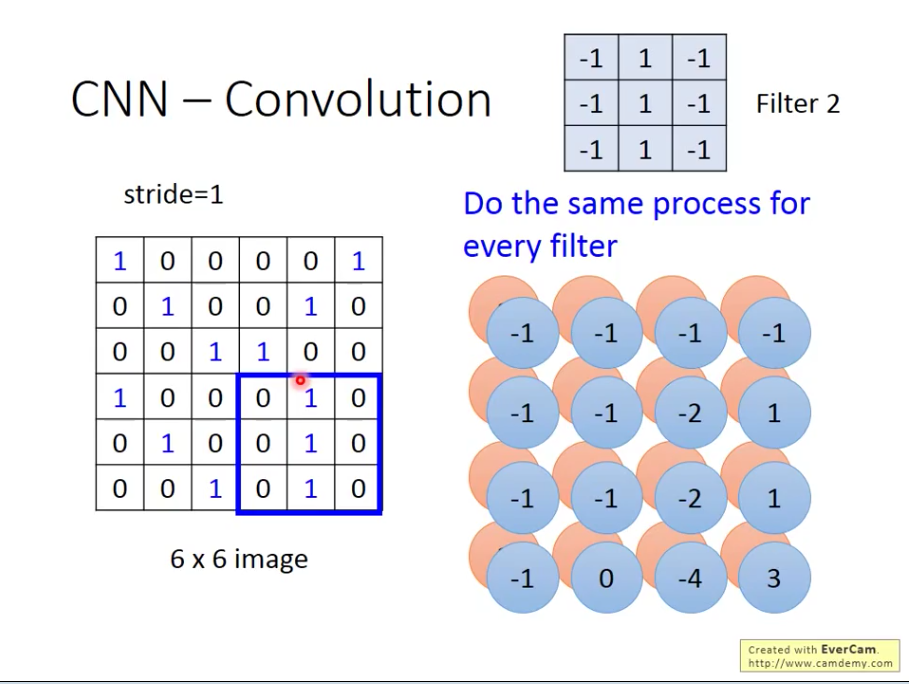 CNN – Convolution
-1 1 -1
-1 1 -1
-1 1 -1
Filter 2
stride=1
1 0 0 0 0 1
0 1 0 0 1 0
0 0 1 1 0 0
1 0 0 0 1 0
0 1 0 0 1 0
0 0 1 0 1 0
6 x 6 image
Do the same process for
every filter
-1 -1 -1 -1
-1 -1 -2 1
-1 -1 -2 1
-1 0 -4 3
Created with EverCam.
http://www.camdemy.com